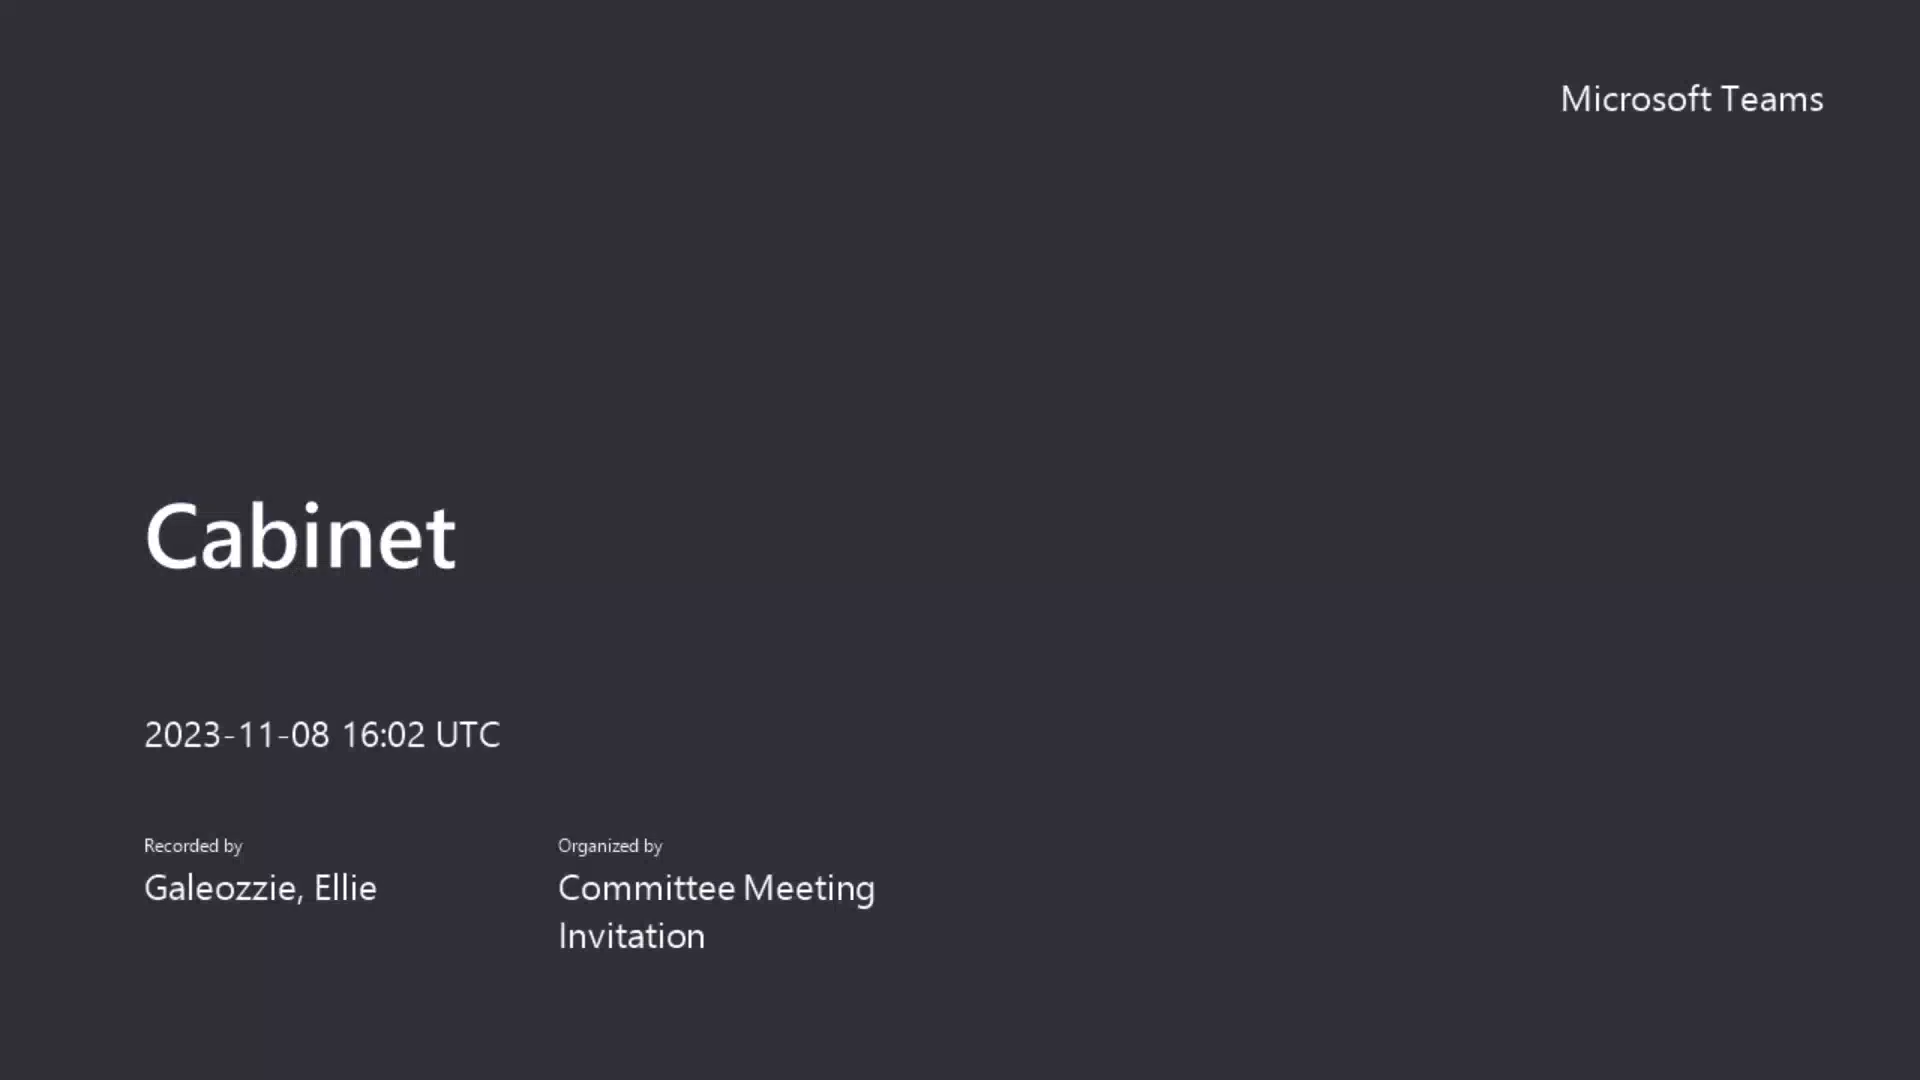 Microsoft Teams
Cabinet
2023-11-08 16:02 UTC
Recorded by
Galeozzie, Ellie
Organized by
Committee Meeting
Invitation